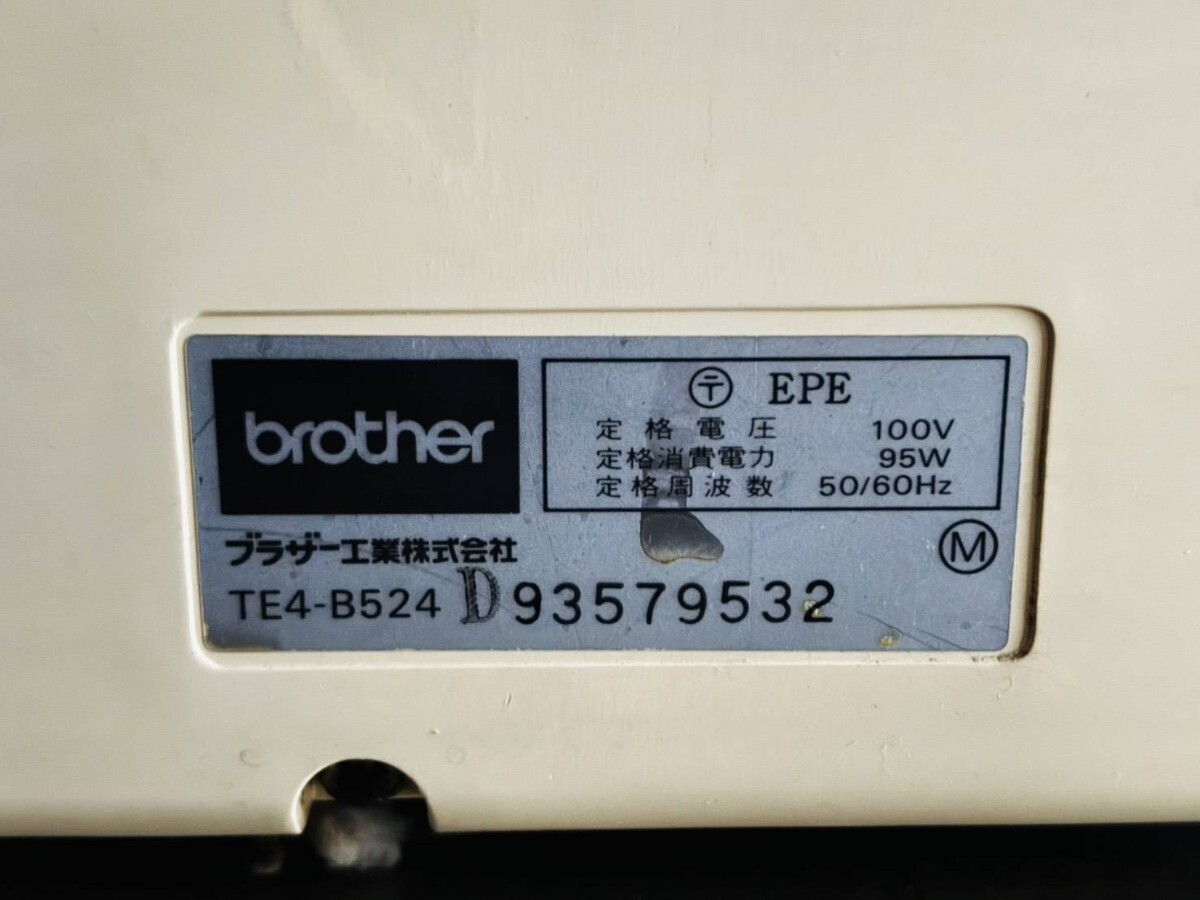 brother
〒 EPE
定格電圧 100V
定格消費電力 95W
定格周波数 50/60Hz
ブラザー工業株式会社
M
TE4-B524 D93579532